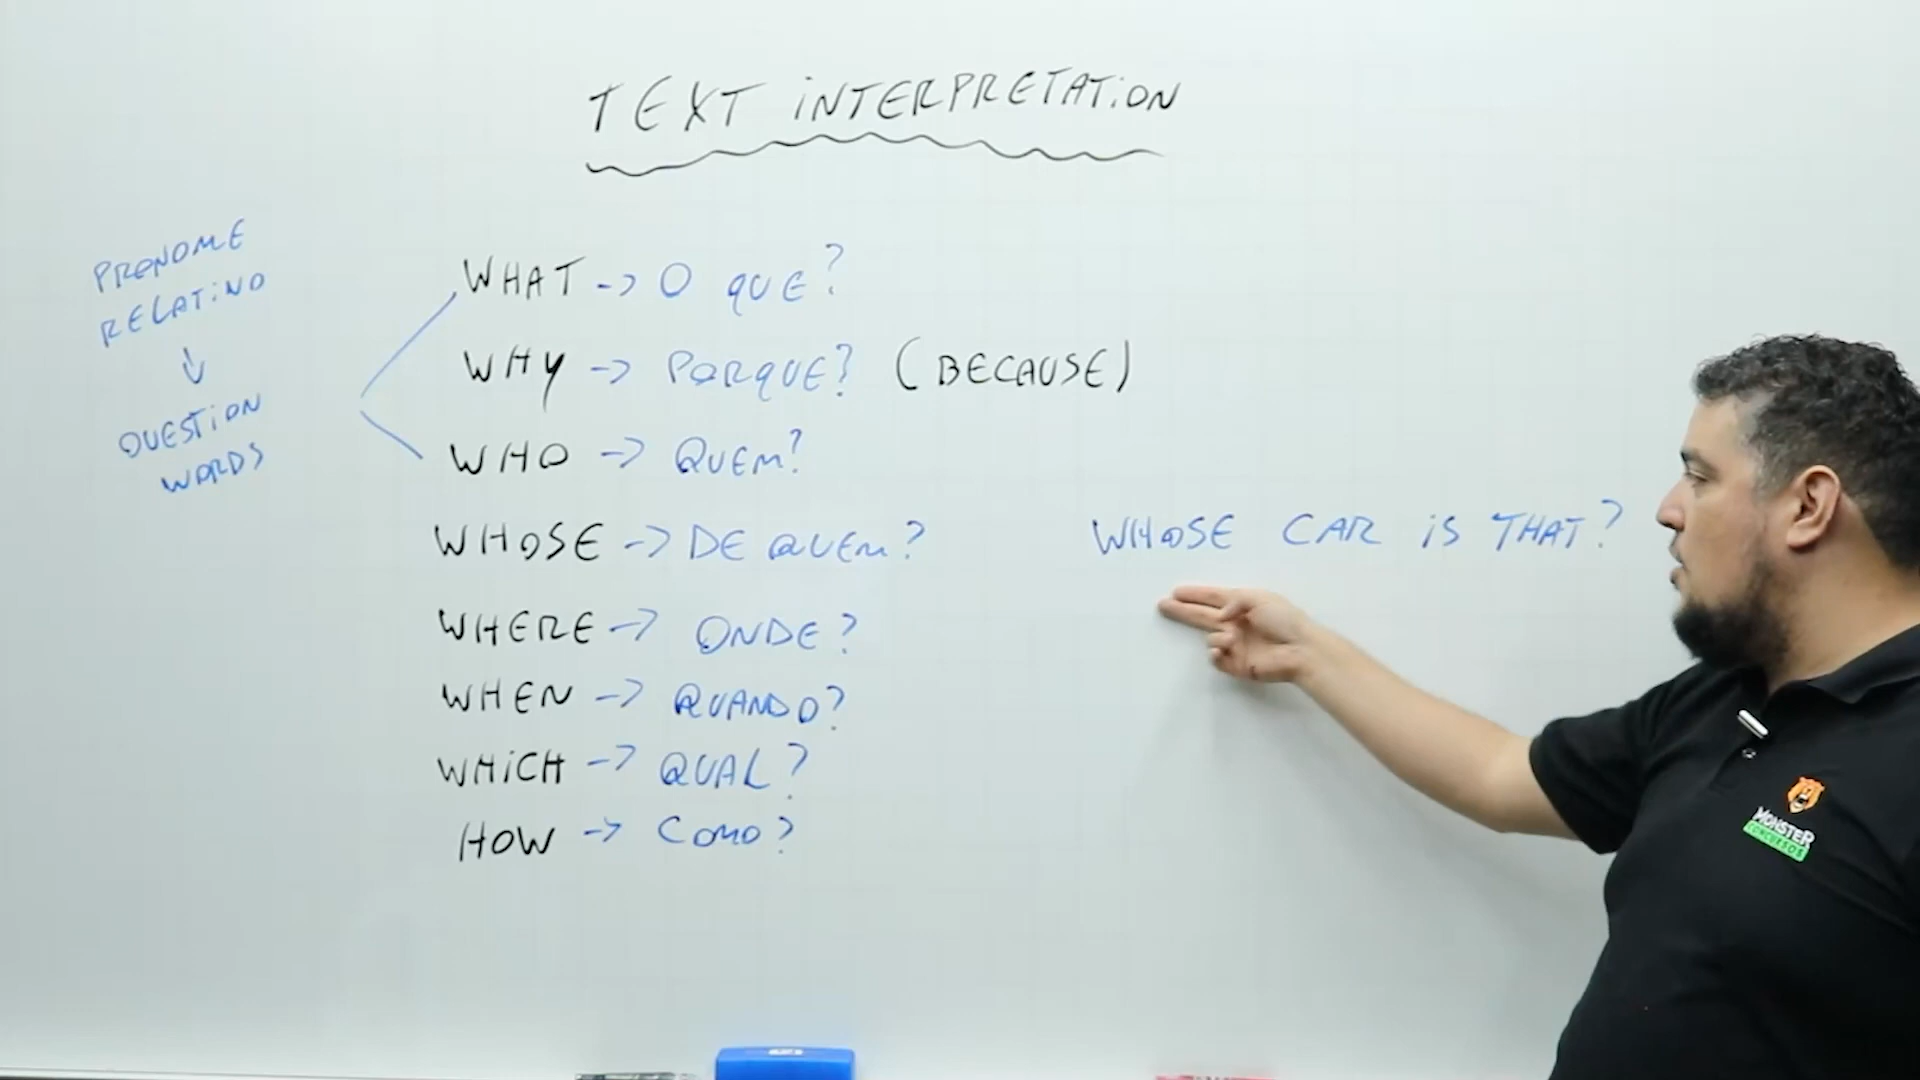 TEXT INTERPRETATION
PRONOME
RELATIVO
↓
QUESTION
WORDS
WHAT -> O QUE?
WHY -> PORQUE? (BECAUSE)
WHO -> QUEM?
WHOSE -> DE QUEM?
WHOSE CAR IS THAT?
WHERE -> ONDE?
WHEN -> QUANDO?
WHICH -> QUAL?
HOW -> COMO?
MONSTER
CONCURSOS